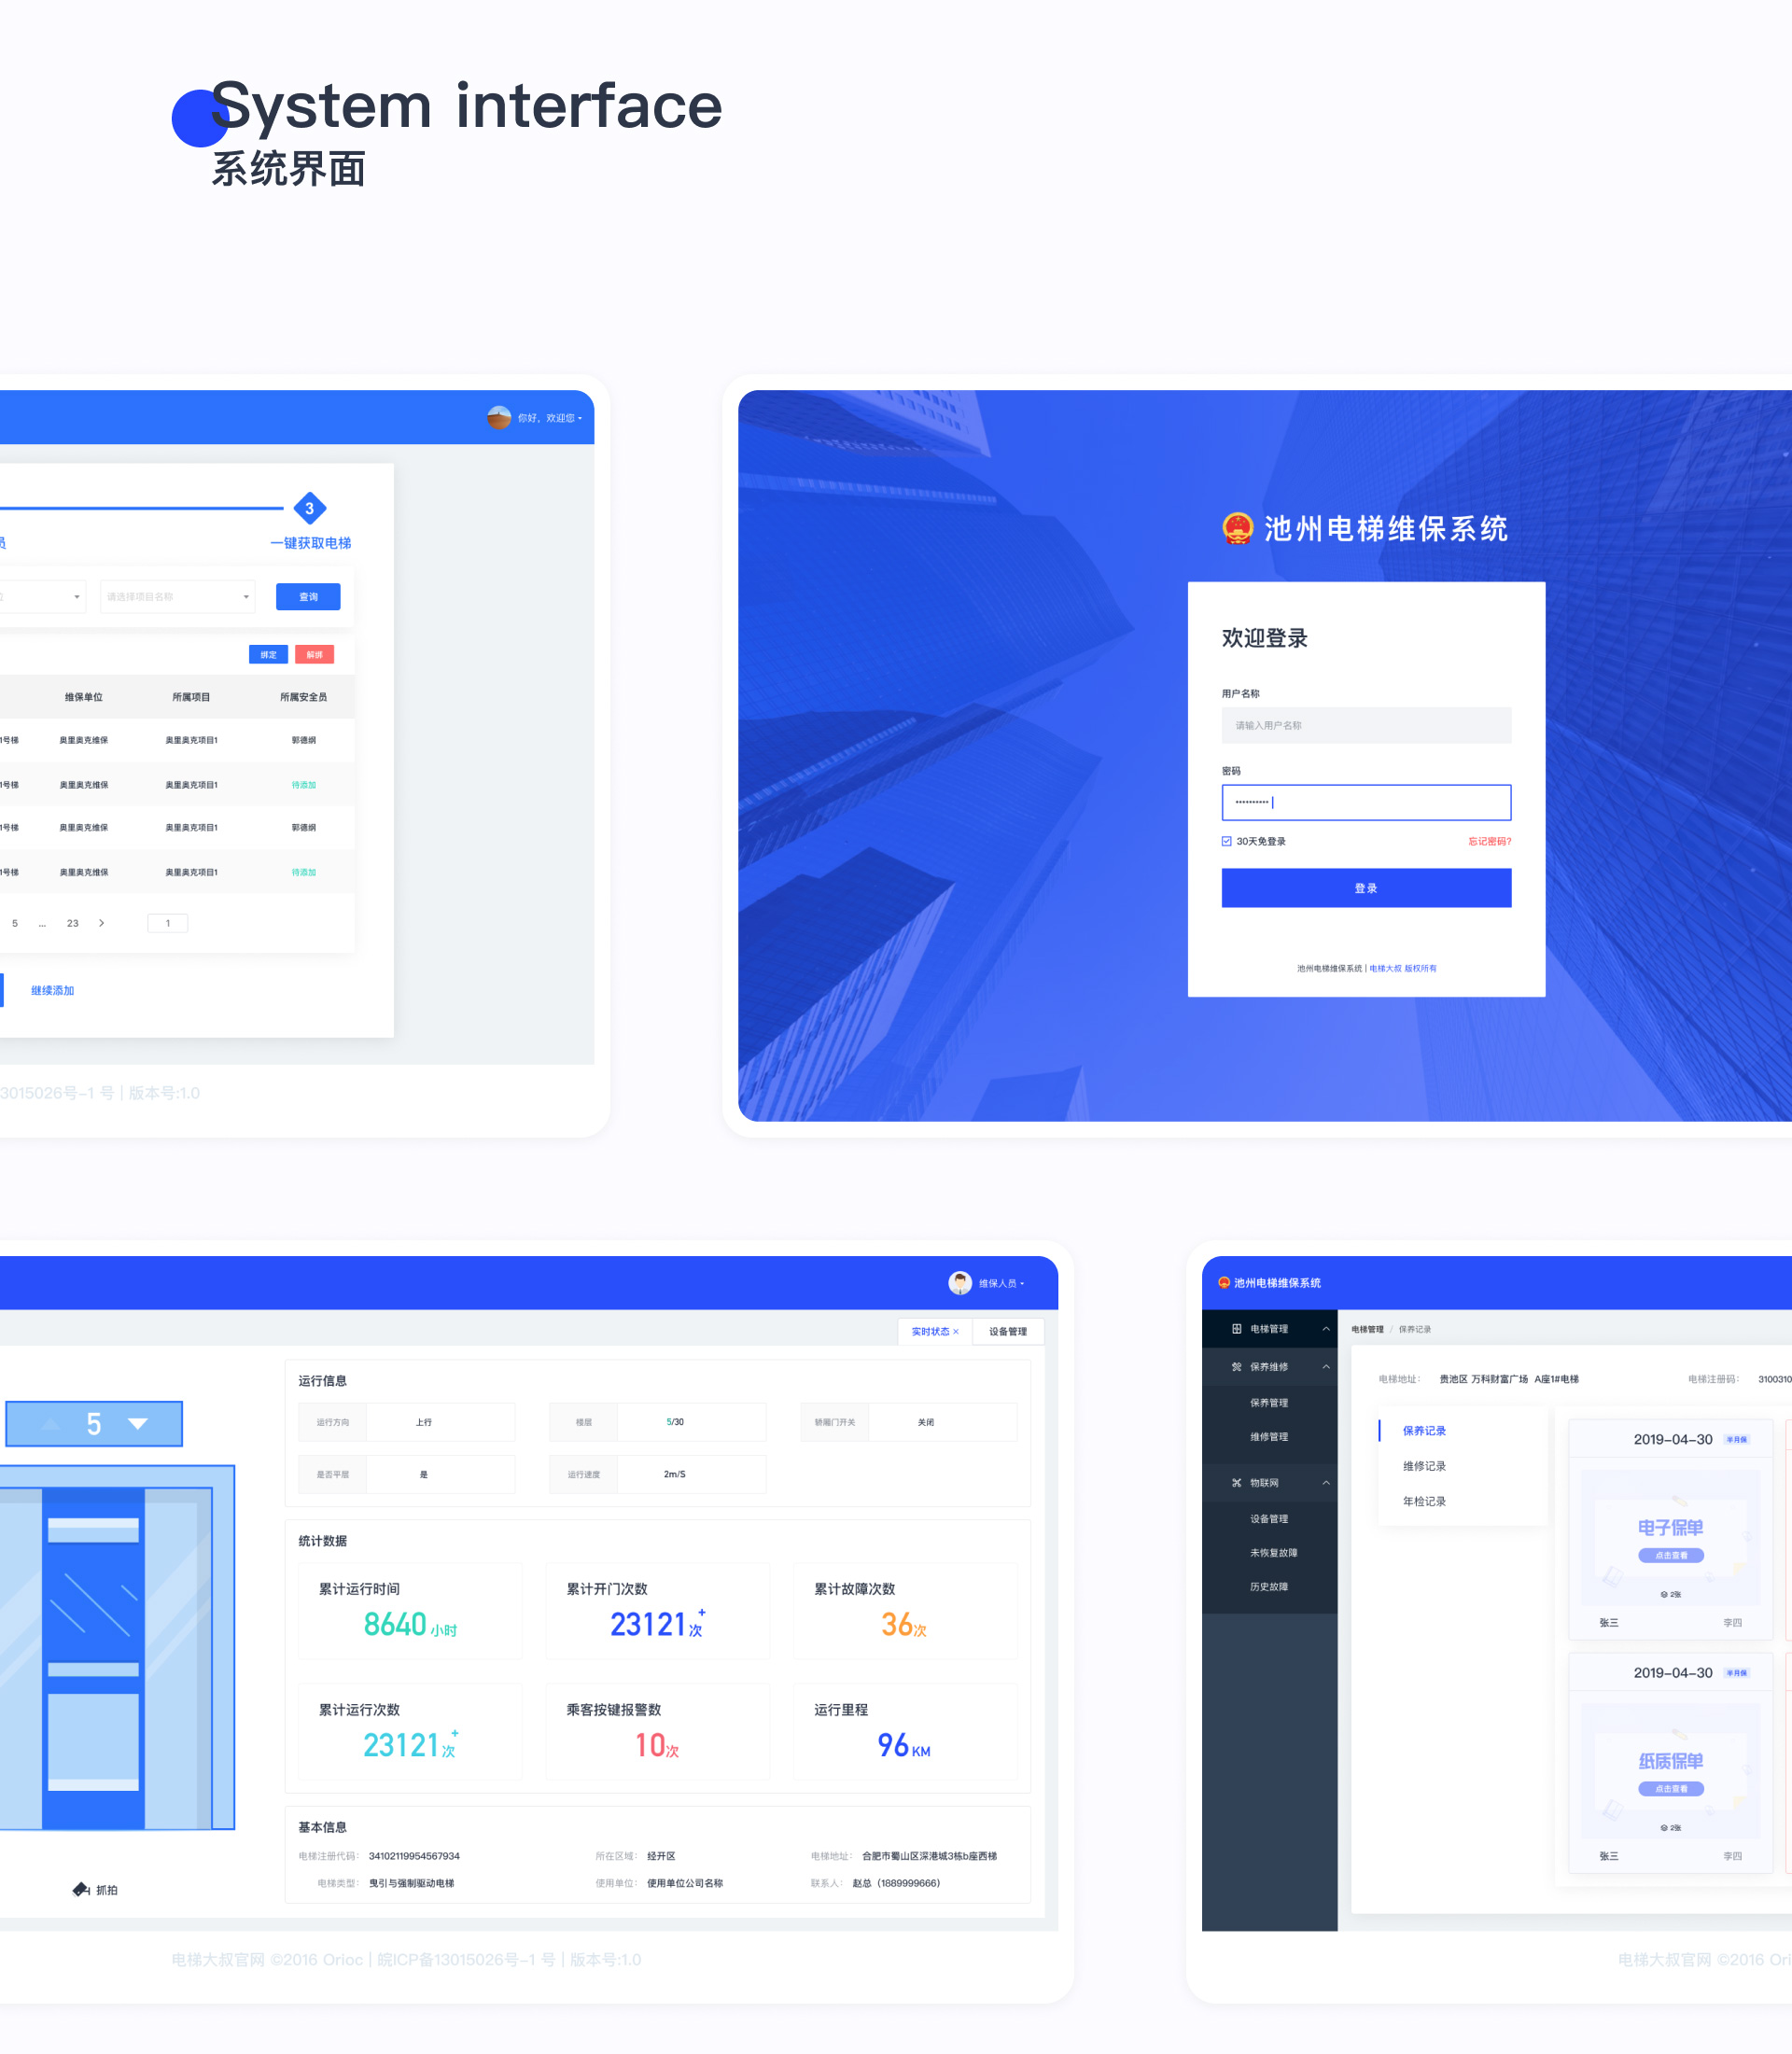 System interface
系统界面
你好，欢迎您
3
一键获取电梯
请选择项目名称
查询
绑定 解绑
维保单位 所属项目 所属安全员
1号梯 奥里奥克维保 奥里奥克项目1 郭德纲
1号梯 奥里奥克维保 奥里奥克项目1 待添加
1号梯 奥里奥克维保 奥里奥克项目1 郭德纲
1号梯 奥里奥克维保 奥里奥克项目1 待添加
5 ... 23 > 1
继续添加
13015026号-1 号 | 版本号:1.0
池州电梯维保系统
欢迎登录
用户名称
请输入用户名称
密码
30天免登录 忘记密码?
登录
池州电梯维保系统 | 电梯大叔 版权所有
维保人员
实时状态 × 设备管理
5
抓拍
运行信息
运行方向 上行 楼层 5/30 轿厢门开关 关闭
是否平层 是 运行速度 2m/S
统计数据
累计运行时间 累计开门次数 累计故障次数
8640 小时 23121+ 次 36次
累计运行次数 乘客按键报警数 运行里程
23121+ 次 10次 96 KM
基本信息
电梯注册代码： 34102119954567934 所在区域： 经开区 电梯地址： 合肥市蜀山区深港城3栋b座西梯
电梯类型： 曳引与强制驱动电梯 使用单位： 使用单位公司名称 联系人： 赵总（1889999666）
电梯大叔官网 ©2016 Orioc | 皖ICP备13015026号-1 号 | 版本号:1.0
池州电梯维保系统
电梯管理
保养维修
保养管理
维修管理
物联网
设备管理
未恢复故障
历史故障
电梯管理 / 保养记录
电梯地址： 贵池区 万科财富广场 A座1#电梯 电梯注册码： 3100310
保养记录
维修记录
年检记录
2019-04-30 半月保
电子保单
点击查看
2张
张三 李四
2019-04-30 半月保
纸质保单
点击查看
2张
张三 李四
电梯大叔官网 ©2016 Ori